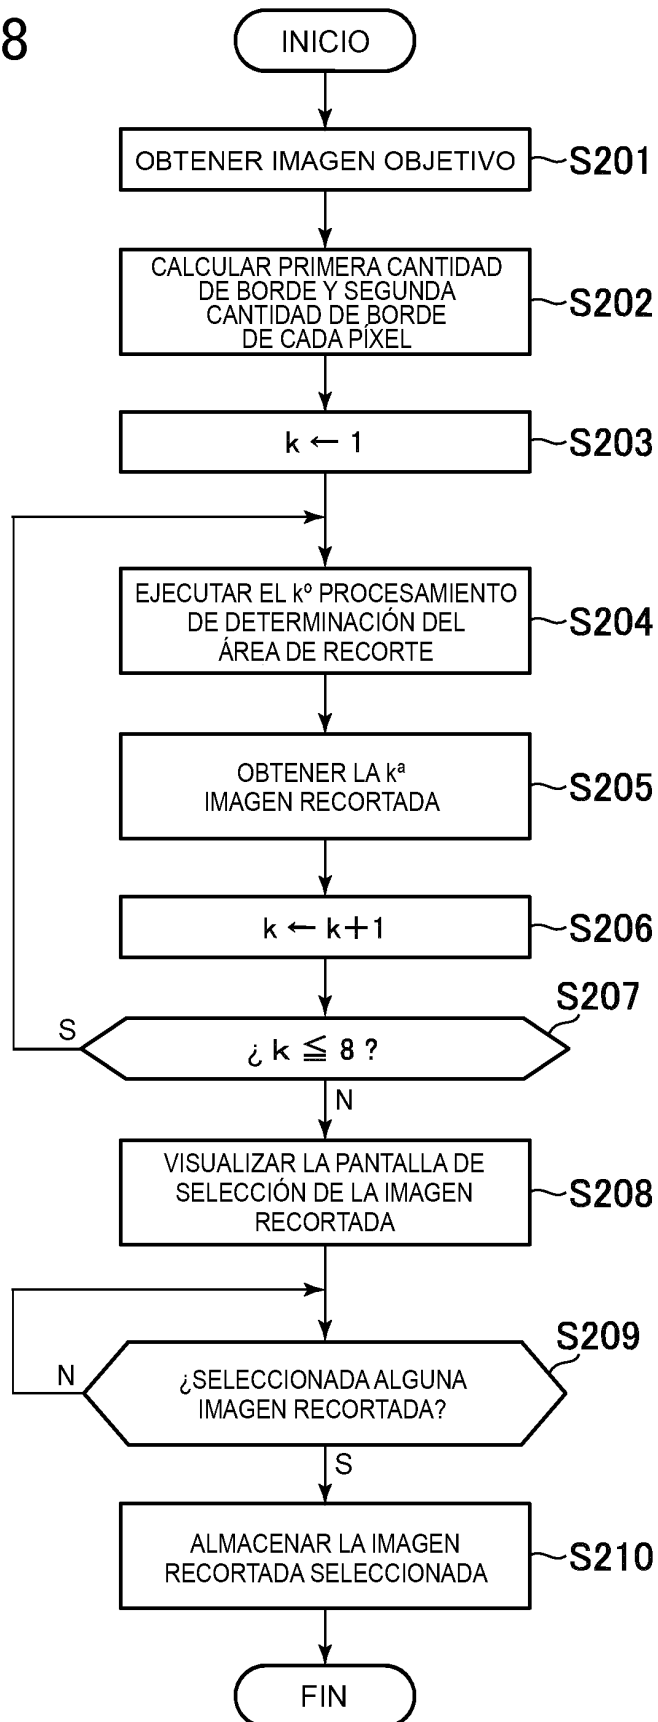 8
INICIO
OBTENER IMAGEN OBJETIVO
S201
CALCULAR PRIMERA CANTIDAD
DE BORDE Y SEGUNDA
CANTIDAD DE BORDE
DE CADA PÍXEL
S202
k ← 1
S203
EJECUTAR EL kº PROCESAMIENTO
DE DETERMINACIÓN DEL
ÁREA DE RECORTE
S204
OBTENER LA kª
IMAGEN RECORTADA
S205
k ← k+1
S206
S207
S
¿ k ≦ 8 ?
N
VISUALIZAR LA PANTALLA DE
SELECCIÓN DE LA IMAGEN
RECORTADA
S208
S209
N
¿SELECCIONADA ALGUNA
IMAGEN RECORTADA?
S
ALMACENAR LA IMAGEN
RECORTADA SELECCIONADA
S210
FIN